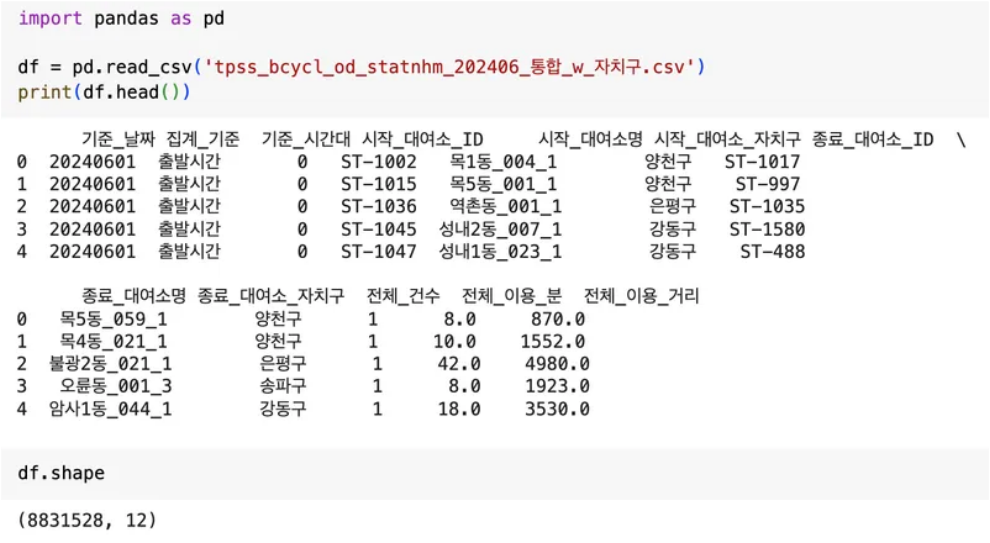 import pandas as pd
df = pd.read_csv('tpss_bcycl_od_statnhm_202406_통합_w_자치구.csv')
print(df.head())
기준_날짜 집계_기준 기준_시간대 시작_대여소_ID 시작_대여소명 시작_대여소_자치구 종료_대여소_ID \
0 20240601 출발시간 0 ST-1002 목1동_004_1 양천구 ST-1017
1 20240601 출발시간 0 ST-1015 목5동_001_1 양천구 ST-997
2 20240601 출발시간 0 ST-1036 역촌동_001_1 은평구 ST-1035
3 20240601 출발시간 0 ST-1045 성내2동_007_1 강동구 ST-1580
4 20240601 출발시간 0 ST-1047 성내1동_023_1 강동구 ST-488
종료_대여소명 종료_대여소_자치구 전체_건수 전체_이용_분 전체_이용_거리
0 목5동_059_1 양천구 1 8.0 870.0
1 목4동_021_1 양천구 1 10.0 1552.0
2 불광2동_021_1 은평구 1 42.0 4980.0
3 오륜동_001_3 송파구 1 8.0 1923.0
4 암사1동_044_1 강동구 1 18.0 3530.0
df.shape
(8831528, 12)